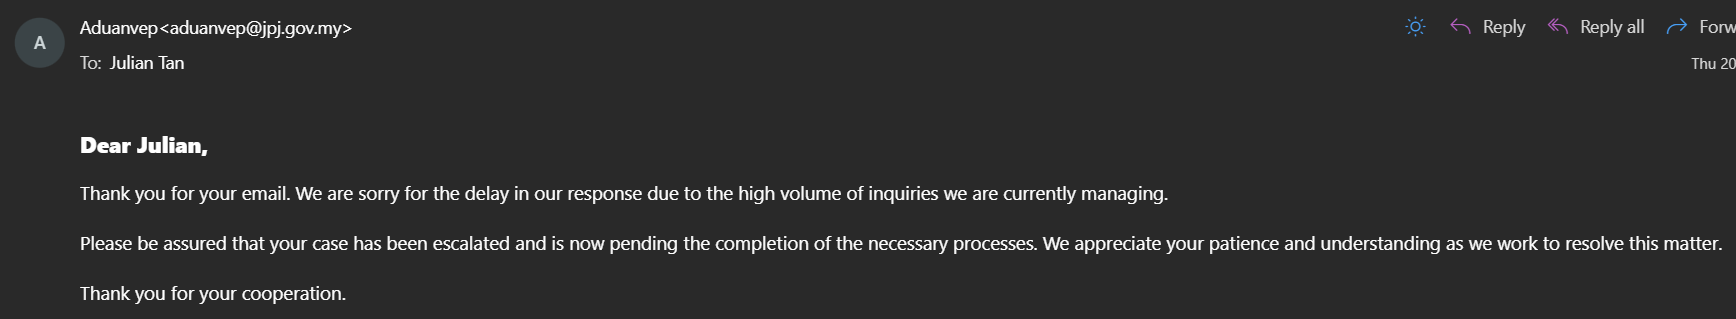 Aduanvep<aduanvep@jpj.gov.my>
Reply
Reply all
Forw
A
To: Julian Tan
Thu 20
Dear Julian,
Thank you for your email. We are sorry for the delay in our response due to the high volume of inquiries we are currently managing.
Please be assured that your case has been escalated and is now pending the completion of the necessary processes. We appreciate your patience and understanding as we work to resolve this matter.
Thank you for your cooperation.